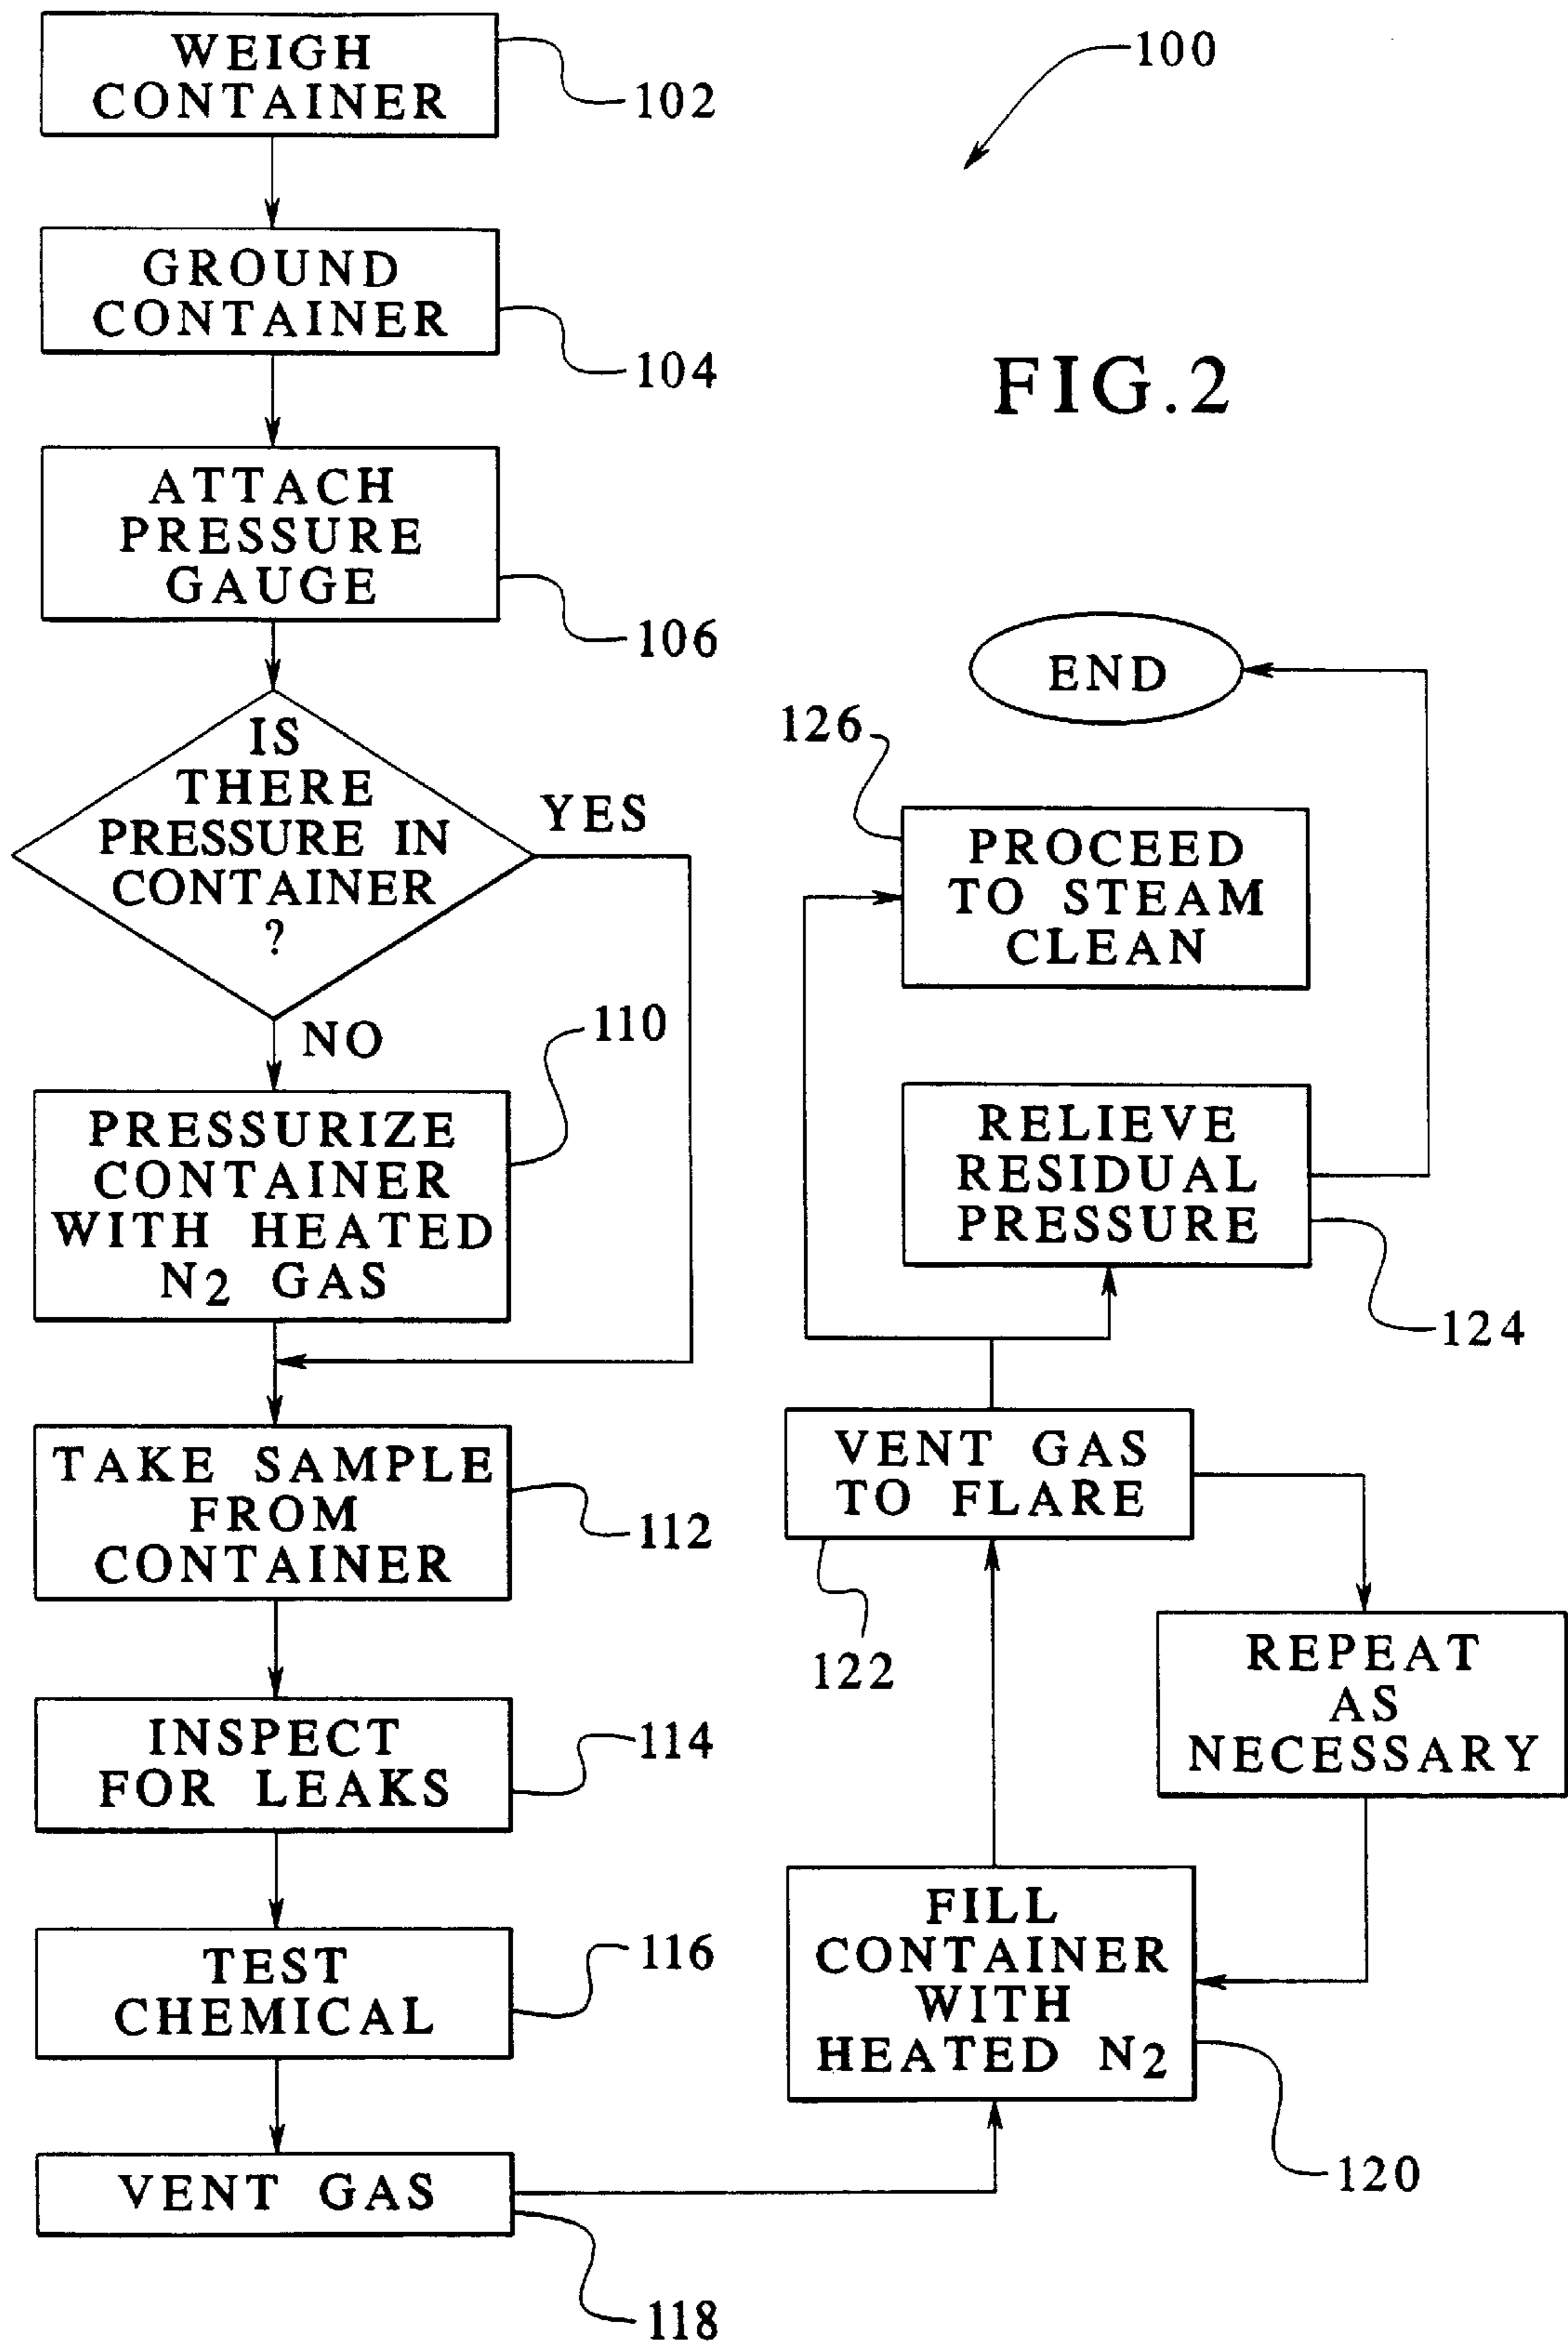 WEIGH
CONTAINER
102
100
GROUND
CONTAINER
104
FIG.2
ATTACH
PRESSURE
GAUGE
106
IS
THERE
PRESSURE IN
CONTAINER
?
YES
NO
PRESSURIZE
CONTAINER
WITH HEATED
N2 GAS
110
TAKE SAMPLE
FROM
CONTAINER
112
INSPECT
FOR LEAKS
114
TEST
CHEMICAL
116
VENT GAS
118
FILL
CONTAINER
WITH
HEATED N2
120
VENT GAS
TO FLARE
122
REPEAT
AS
NECESSARY
RELIEVE
RESIDUAL
PRESSURE
124
PROCEED
TO STEAM
CLEAN
126
END